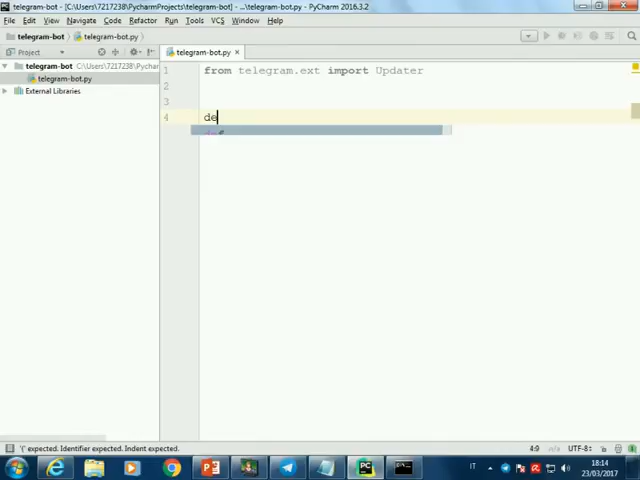 telegram-bot - [C:\Users\7217238\PycharmProjects\telegram-bot] - ...\telegram-bot.py - PyCharm 2016.3.2
File Edit View Navigate Code Refactor Run Tools VCS Window Help
telegram-bot telegram-bot.py
Project
telegram-bot.py
telegram-bot C:\Users\7217238\Pycharm
telegram-bot.py
External Libraries
1 from telegram.ext import Updater
2
3
4 de
'(' expected. Identifier expected. Indent expected.
4:9 UTF-8
IT 18:14
23/03/2017